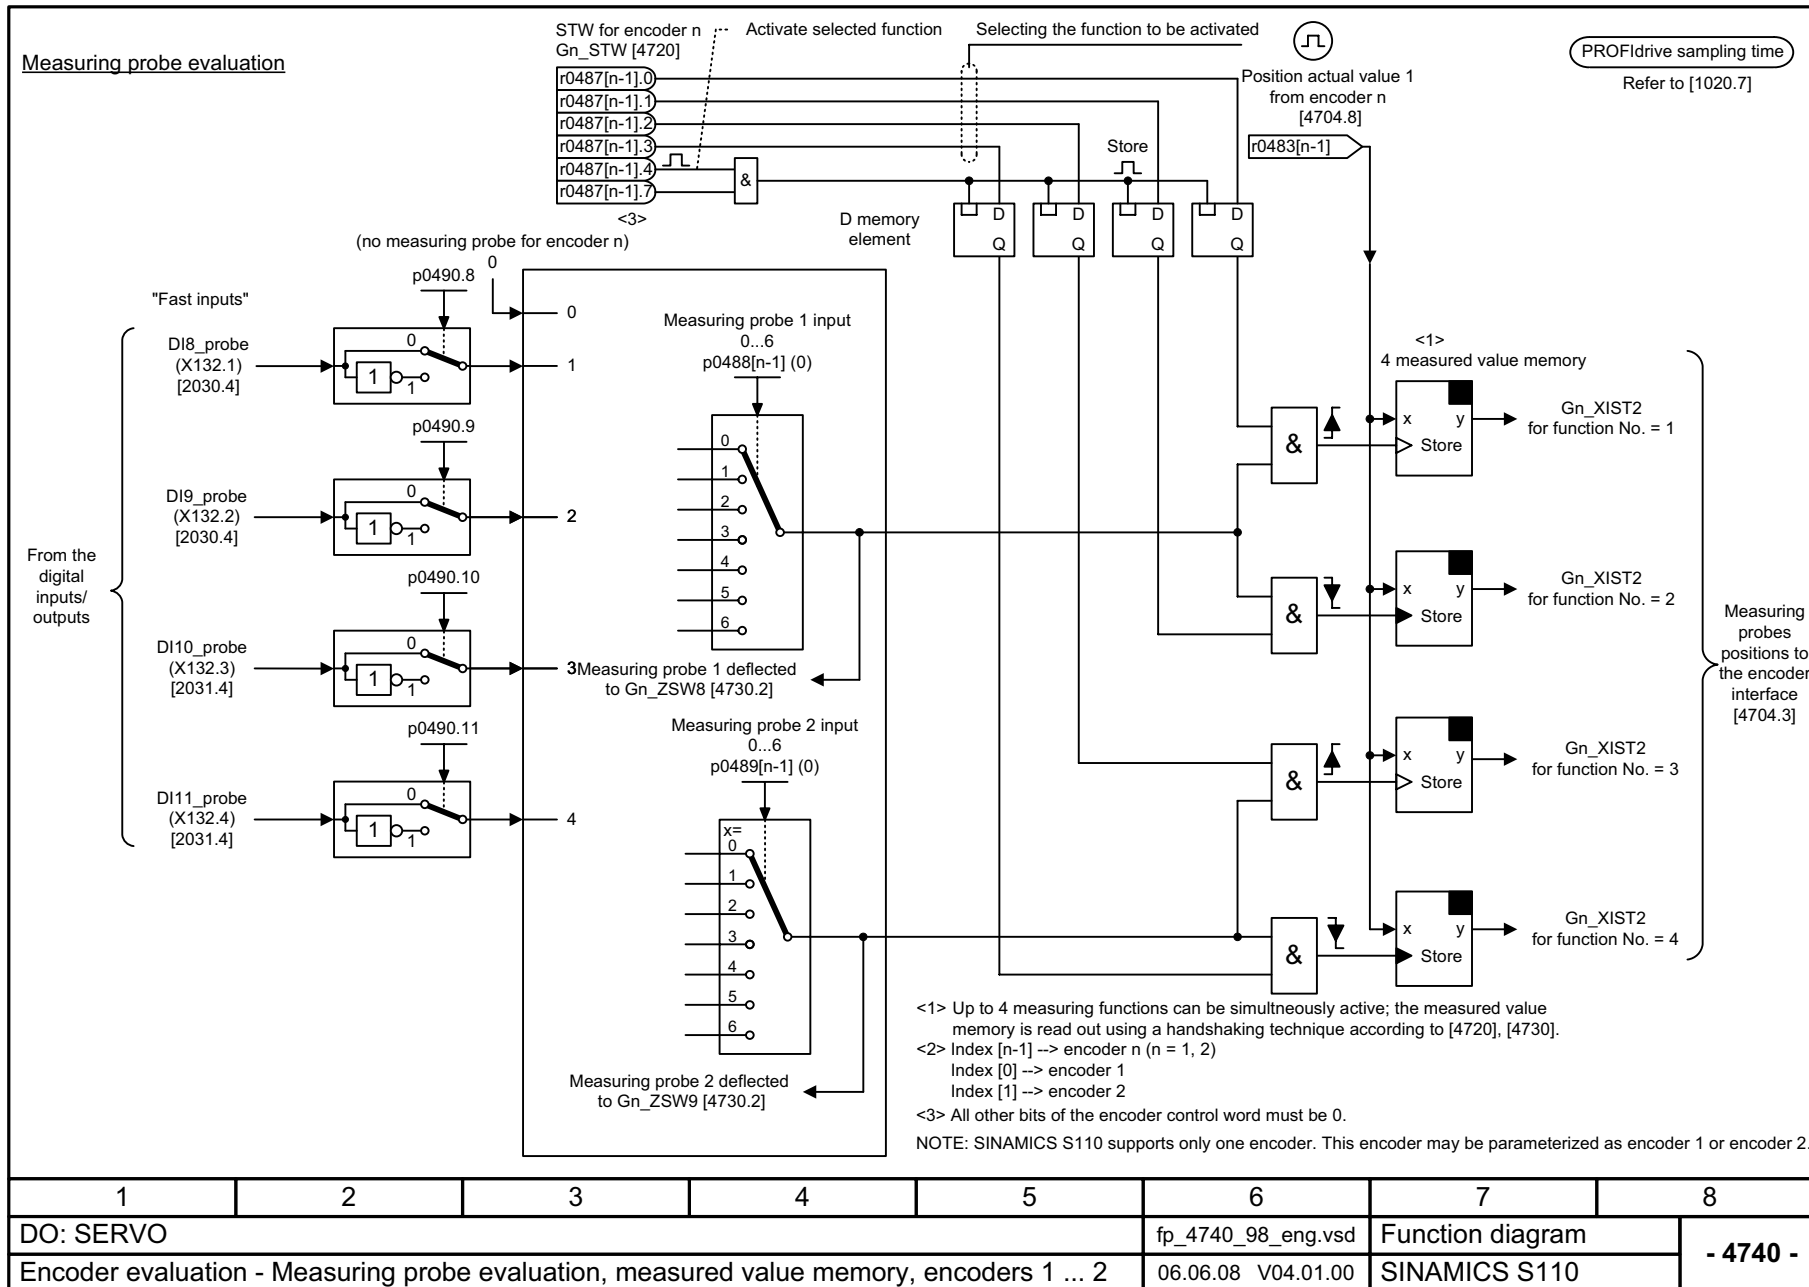 Measuring probe evaluation
STW for encoder n
Gn_STW [4720]
Activate selected function
Selecting the function to be activated
PROFIdrive sampling time
Refer to [1020.7]
r0487[n-1].0
r0487[n-1].1
r0487[n-1].2
r0487[n-1].3
r0487[n-1].4
r0487[n-1].7
<3>
&
Store
Position actual value 1
from encoder n
[4704.8]
r0483[n-1]
D memory
element
D
Q
D
Q
D
Q
D
Q
(no measuring probe for encoder n)
0
"Fast inputs"
From the
digital
inputs/
outputs
p0490.8
DI8_probe
(X132.1)
[2030.4]
0
1
1
p0490.9
DI9_probe
(X132.2)
[2030.4]
0
1
1
p0490.10
DI10_probe
(X132.3)
[2031.4]
0
1
1
p0490.11
DI11_probe
(X132.4)
[2031.4]
0
1
1
0
1
2
3
4
Measuring probe 1 input
0...6
p0488[n-1] (0)
0
1
2
3
4
5
6
Measuring probe 1 deflected
to Gn_ZSW8 [4730.2]
Measuring probe 2 input
0...6
p0489[n-1] (0)
x=
0
1
2
3
4
5
6
Measuring probe 2 deflected
to Gn_ZSW9 [4730.2]
<1>
4 measured value memory
&
x
y
Store
Gn_XIST2
for function No. = 1
&
x
y
Store
Gn_XIST2
for function No. = 2
&
x
y
Store
Gn_XIST2
for function No. = 3
&
x
y
Store
Gn_XIST2
for function No. = 4
Measuring
probes
positions to
the encoder
interface
[4704.3]
<1> Up to 4 measuring functions can be simultneously active; the measured value
memory is read out using a handshaking technique according to [4720], [4730].
<2> Index [n-1] --> encoder n (n = 1, 2)
Index [0] --> encoder 1
Index [1] --> encoder 2
<3> All other bits of the encoder control word must be 0.
NOTE: SINAMICS S110 supports only one encoder. This encoder may be parameterized as encoder 1 or encoder 2.
1 2 3 4 5 6 7 8
DO: SERVO
fp_4740_98_eng.vsd
Function diagram
- 4740 -
Encoder evaluation - Measuring probe evaluation, measured value memory, encoders 1 ... 2
06.06.08 V04.01.00
SINAMICS S110